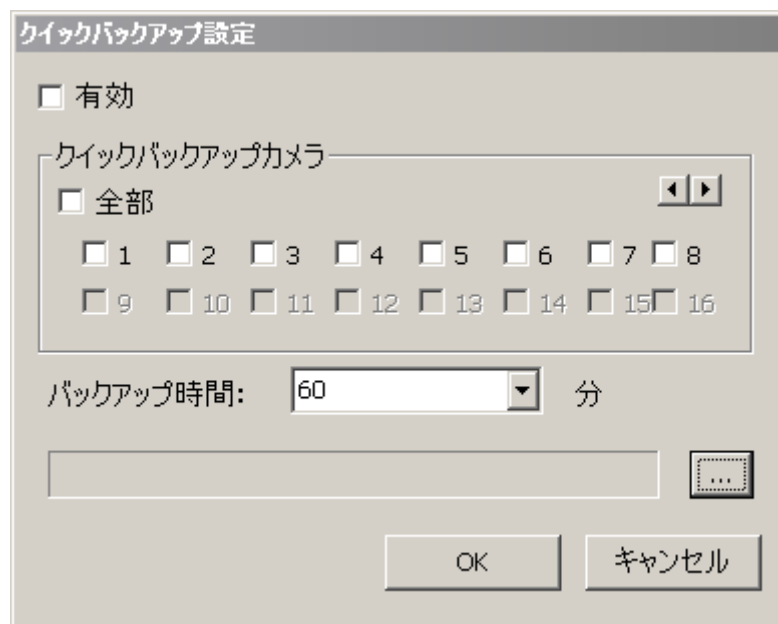 クイックバックアップ設定
有効
クイックバックアップカメラ
全部
1 2 3 4 5 6 7 8
9 10 11 12 13 14 15 16
バックアップ時間: 60 分
...
OK キャンセル